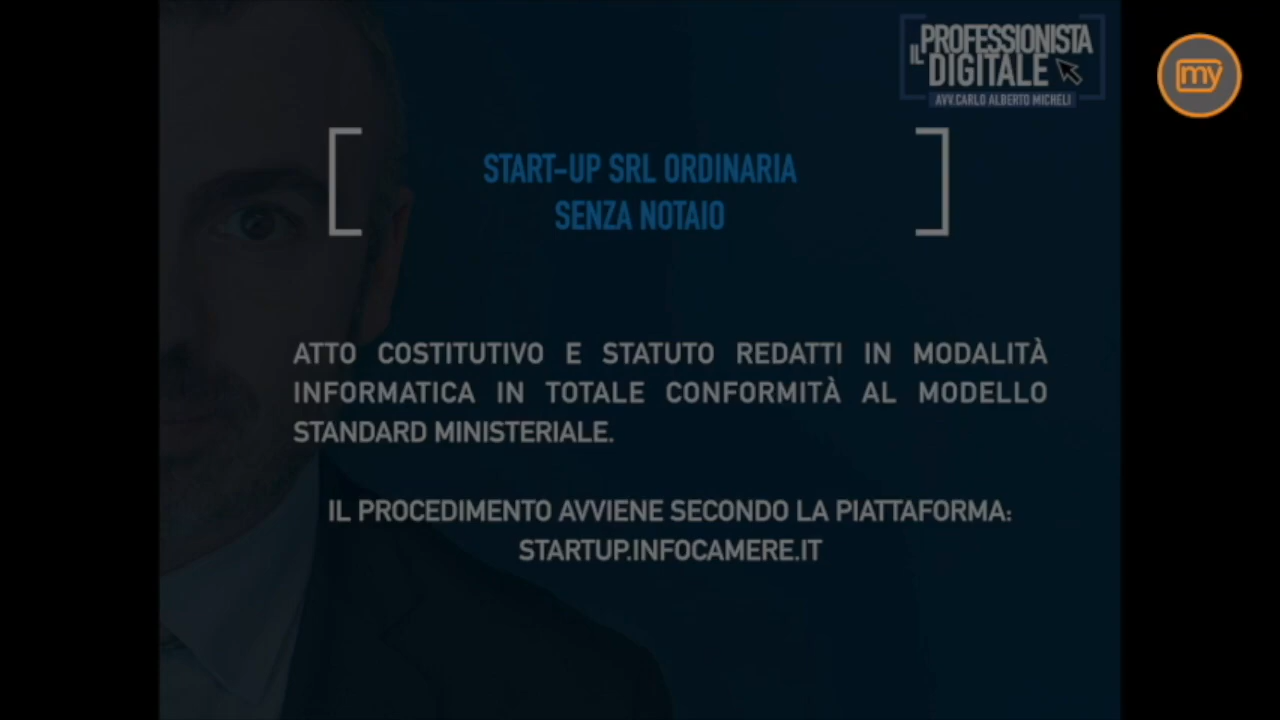 IL PROFESSIONISTA
DIGITALE
AVV.CARLO ALBERTO MICHELI
my
START-UP SRL ORDINARIA
SENZA NOTAIO
ATTO COSTITUTIVO E STATUTO REDATTI IN MODALITÀ
INFORMATICA IN TOTALE CONFORMITÀ AL MODELLO
STANDARD MINISTERIALE.
IL PROCEDIMENTO AVVIENE SECONDO LA PIATTAFORMA:
STARTUP.INFOCAMERE.IT